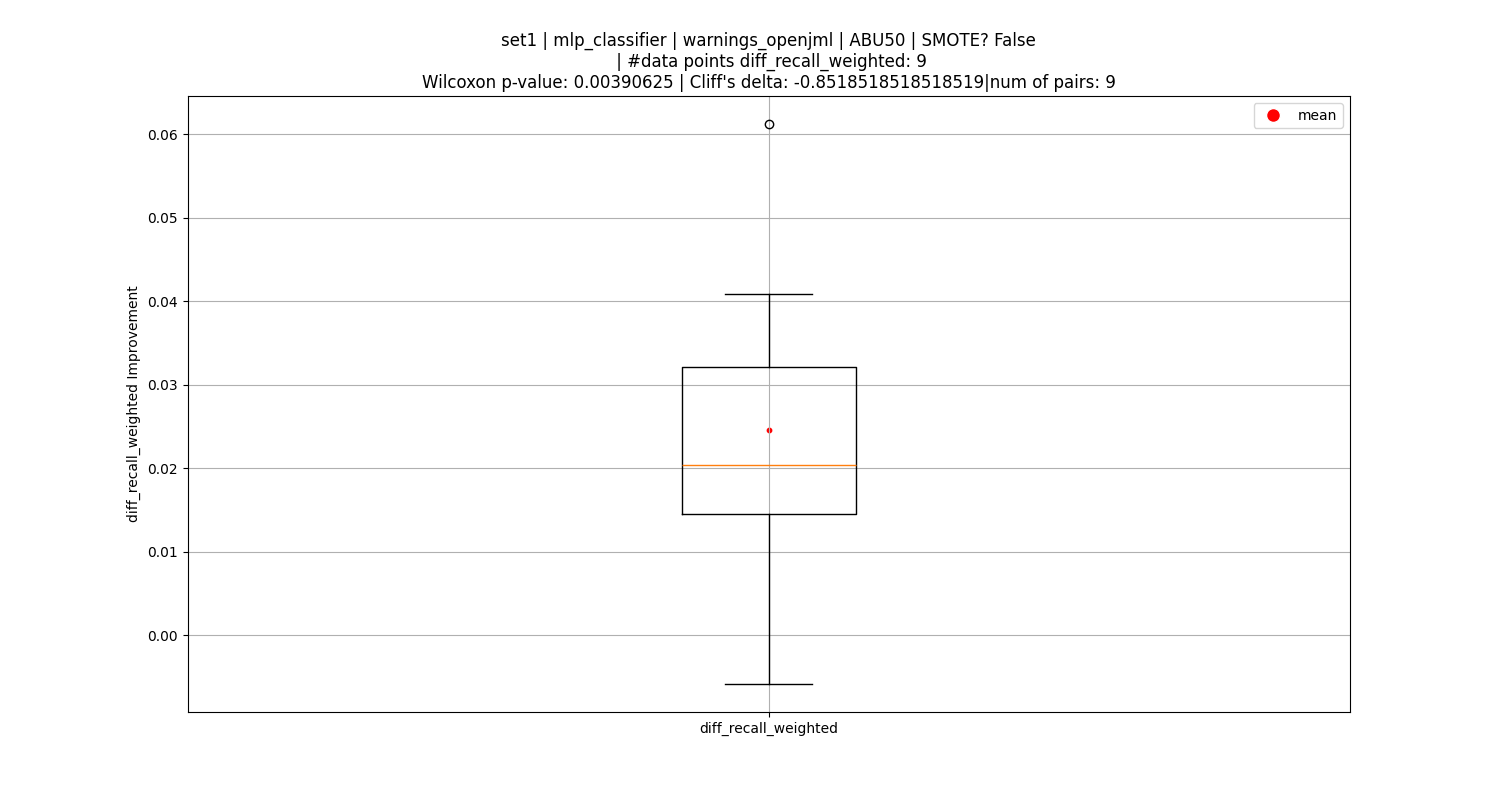 set1 | mlp_classifier | warnings_openjml | ABU50 | SMOTE? False
| #data points diff_recall_weighted: 9
Wilcoxon p-value: 0.00390625 | Cliff's delta: -0.8518518518518519|num of pairs: 9
mean
0.06
0.05
0.04
0.03
0.02
0.01
0.00
diff_recall_weighted Improvement
diff_recall_weighted